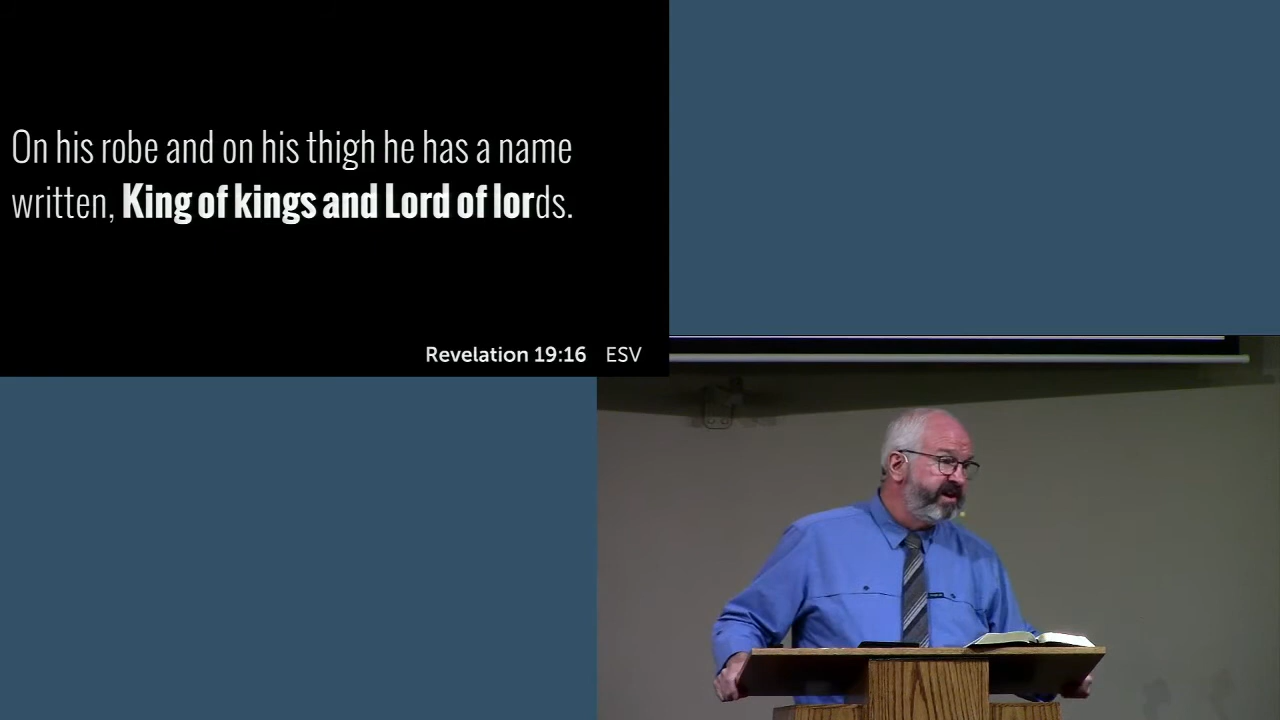 On his robe and on his thigh he has a name
written, King of kings and Lord of lords.
Revelation 19:16 ESV